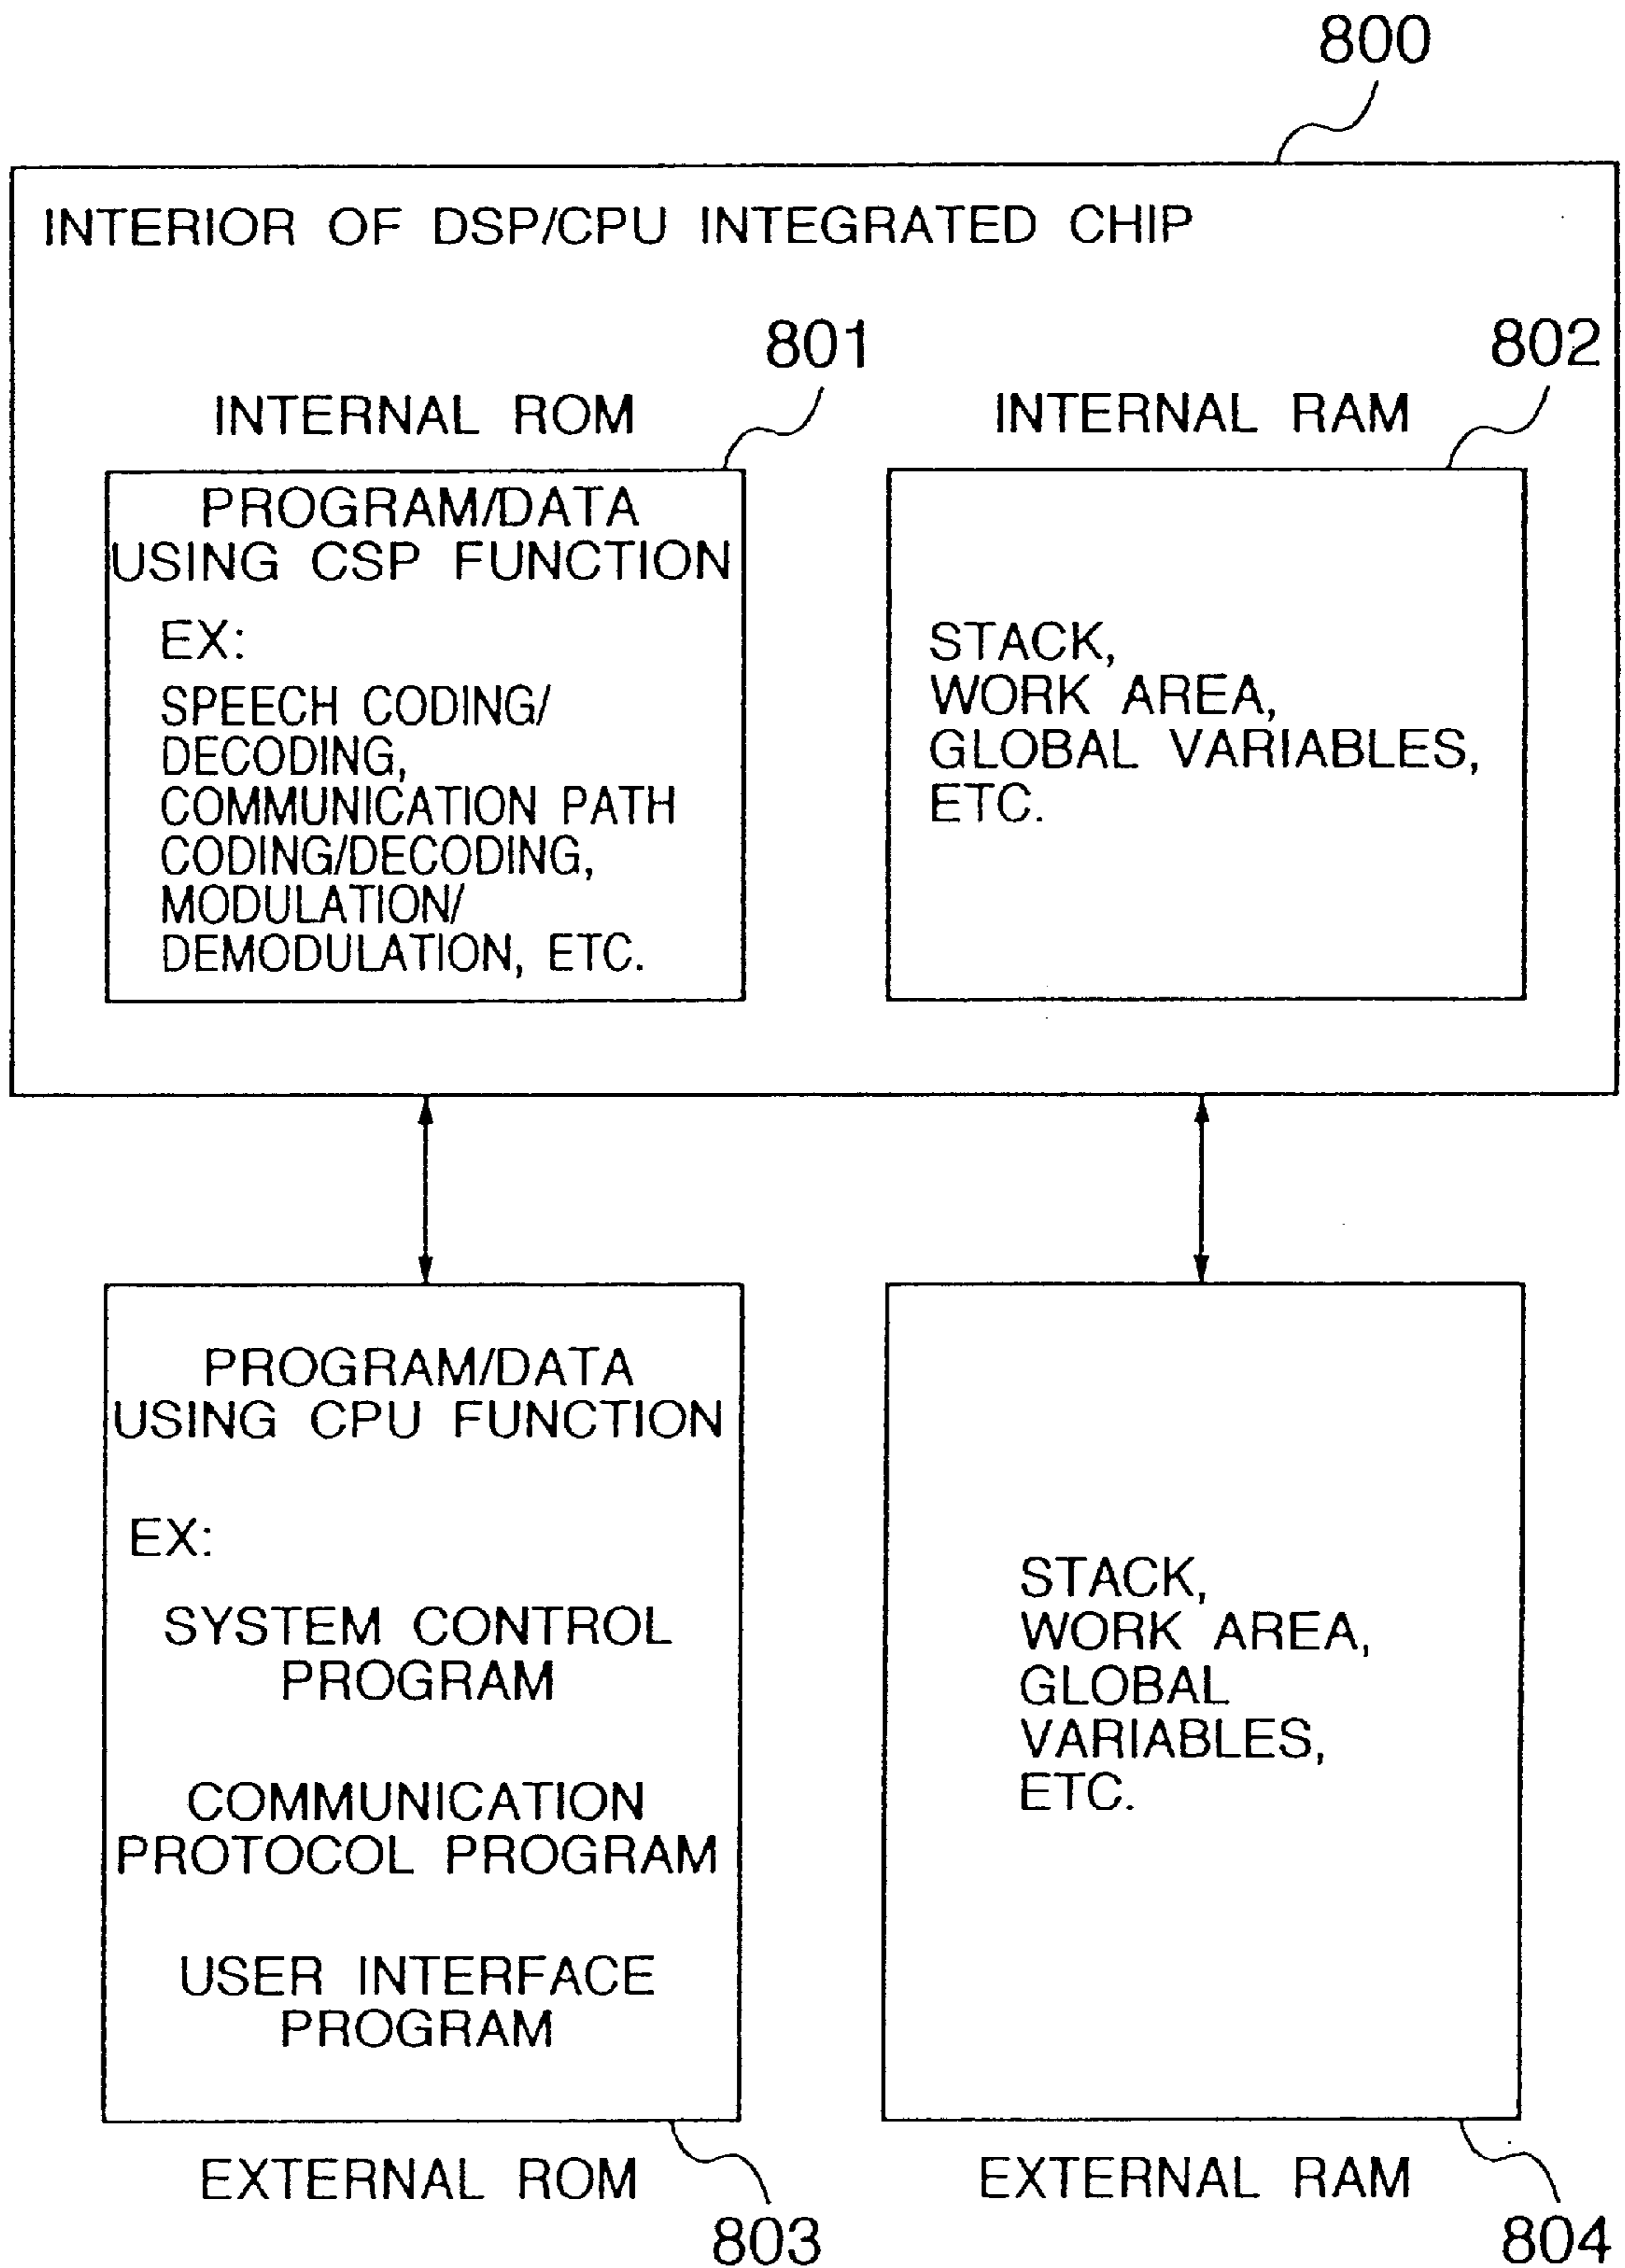 800
INTERIOR OF DSP/CPU INTEGRATED CHIP
801
INTERNAL ROM
PROGRAM/DATA
USING CSP FUNCTION
EX:
SPEECH CODING/
DECODING,
COMMUNICATION PATH
CODING/DECODING,
MODULATION/
DEMODULATION, ETC.
802
INTERNAL RAM
STACK,
WORK AREA,
GLOBAL VARIABLES,
ETC.
PROGRAM/DATA
USING CPU FUNCTION
EX:
SYSTEM CONTROL
PROGRAM
COMMUNICATION
PROTOCOL PROGRAM
USER INTERFACE
PROGRAM
EXTERNAL ROM
803
STACK,
WORK AREA,
GLOBAL
VARIABLES,
ETC.
EXTERNAL RAM
804